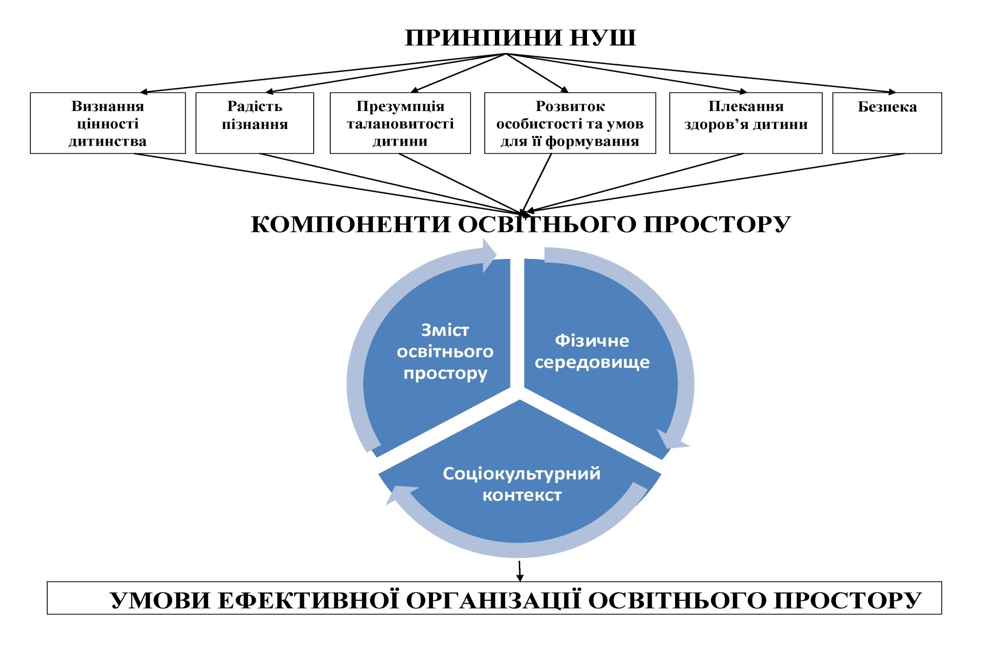 ПРИНПИНИ НУШ
Визнання
цінності
дитинства
Радість
пізнання
Презумпція
талановитості
дитини
Розвиток
особистості та умов
для її формування
Плекання
здоров’я дитини
Безпека
КОМПОНЕНТИ ОСВІТНЬОГО ПРОСТОРУ
Зміст
освітнього
простору
Фізичне
середовище
Соціокультурний
контекст
УМОВИ ЕФЕКТИВНОЇ ОРГАНІЗАЦІЇ ОСВІТНЬОГО ПРОСТОРУ